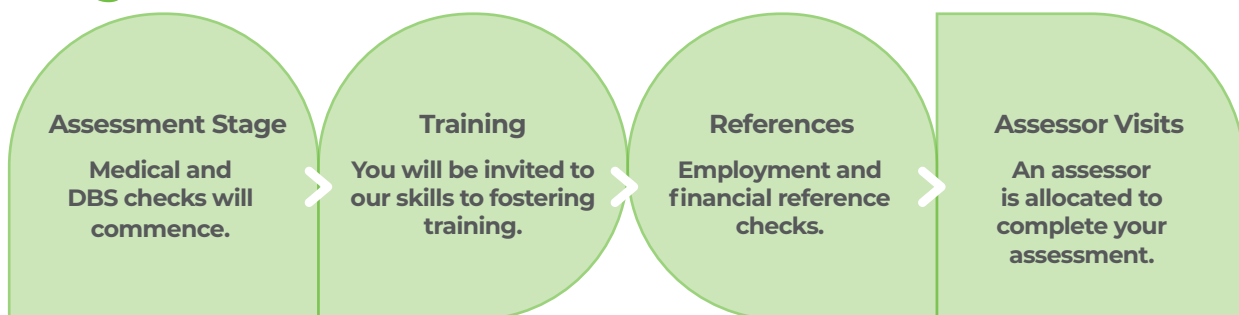 Assessment Stage
Medical and
DBS checks will
commence.
Training
You will be invited to
our skills to fostering
training.
References
Employment and
financial reference
checks.
Assessor Visits
An assessor
is allocated to
complete your
assessment.